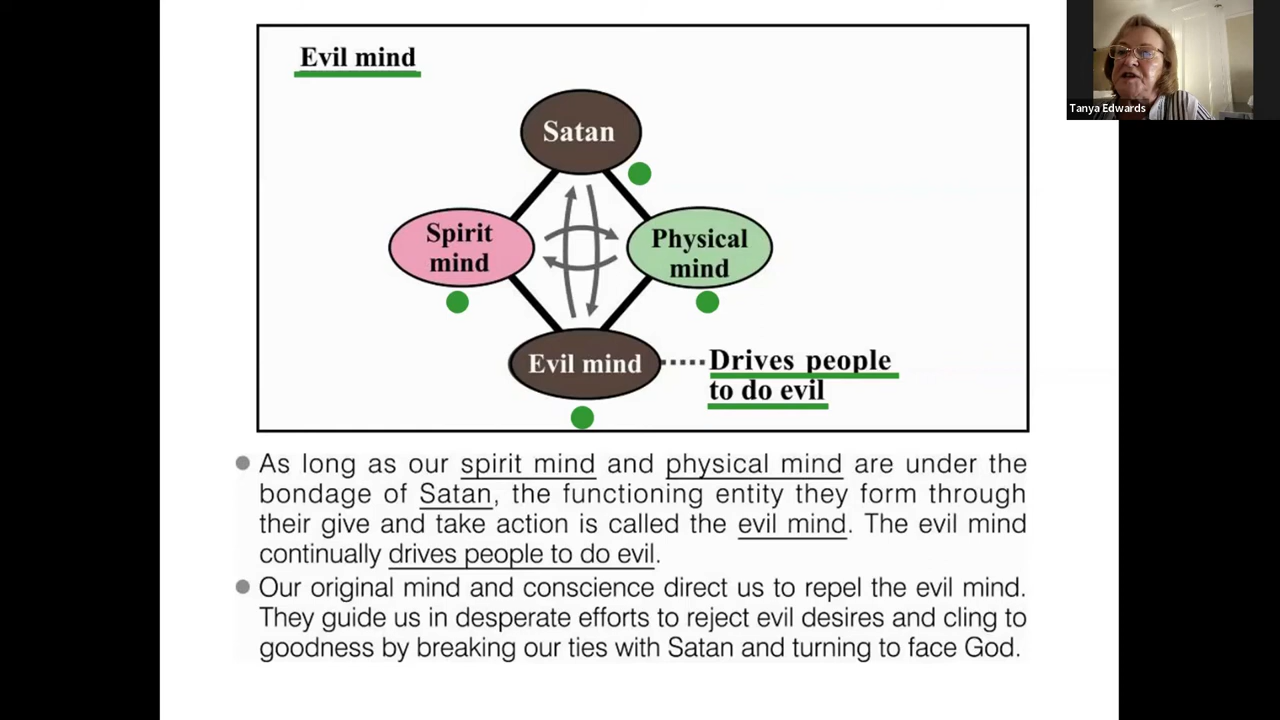 Evil mind
Satan
Spirit
mind
Physical
mind
Evil mind
Drives people
to do evil
Tanya Edwards
As long as our spirit mind and physical mind are under the
bondage of Satan, the functioning entity they form through
their give and take action is called the evil mind. The evil mind
continually drives people to do evil.
Our original mind and conscience direct us to repel the evil mind.
They guide us in desperate efforts to reject evil desires and cling to
goodness by breaking our ties with Satan and turning to face God.